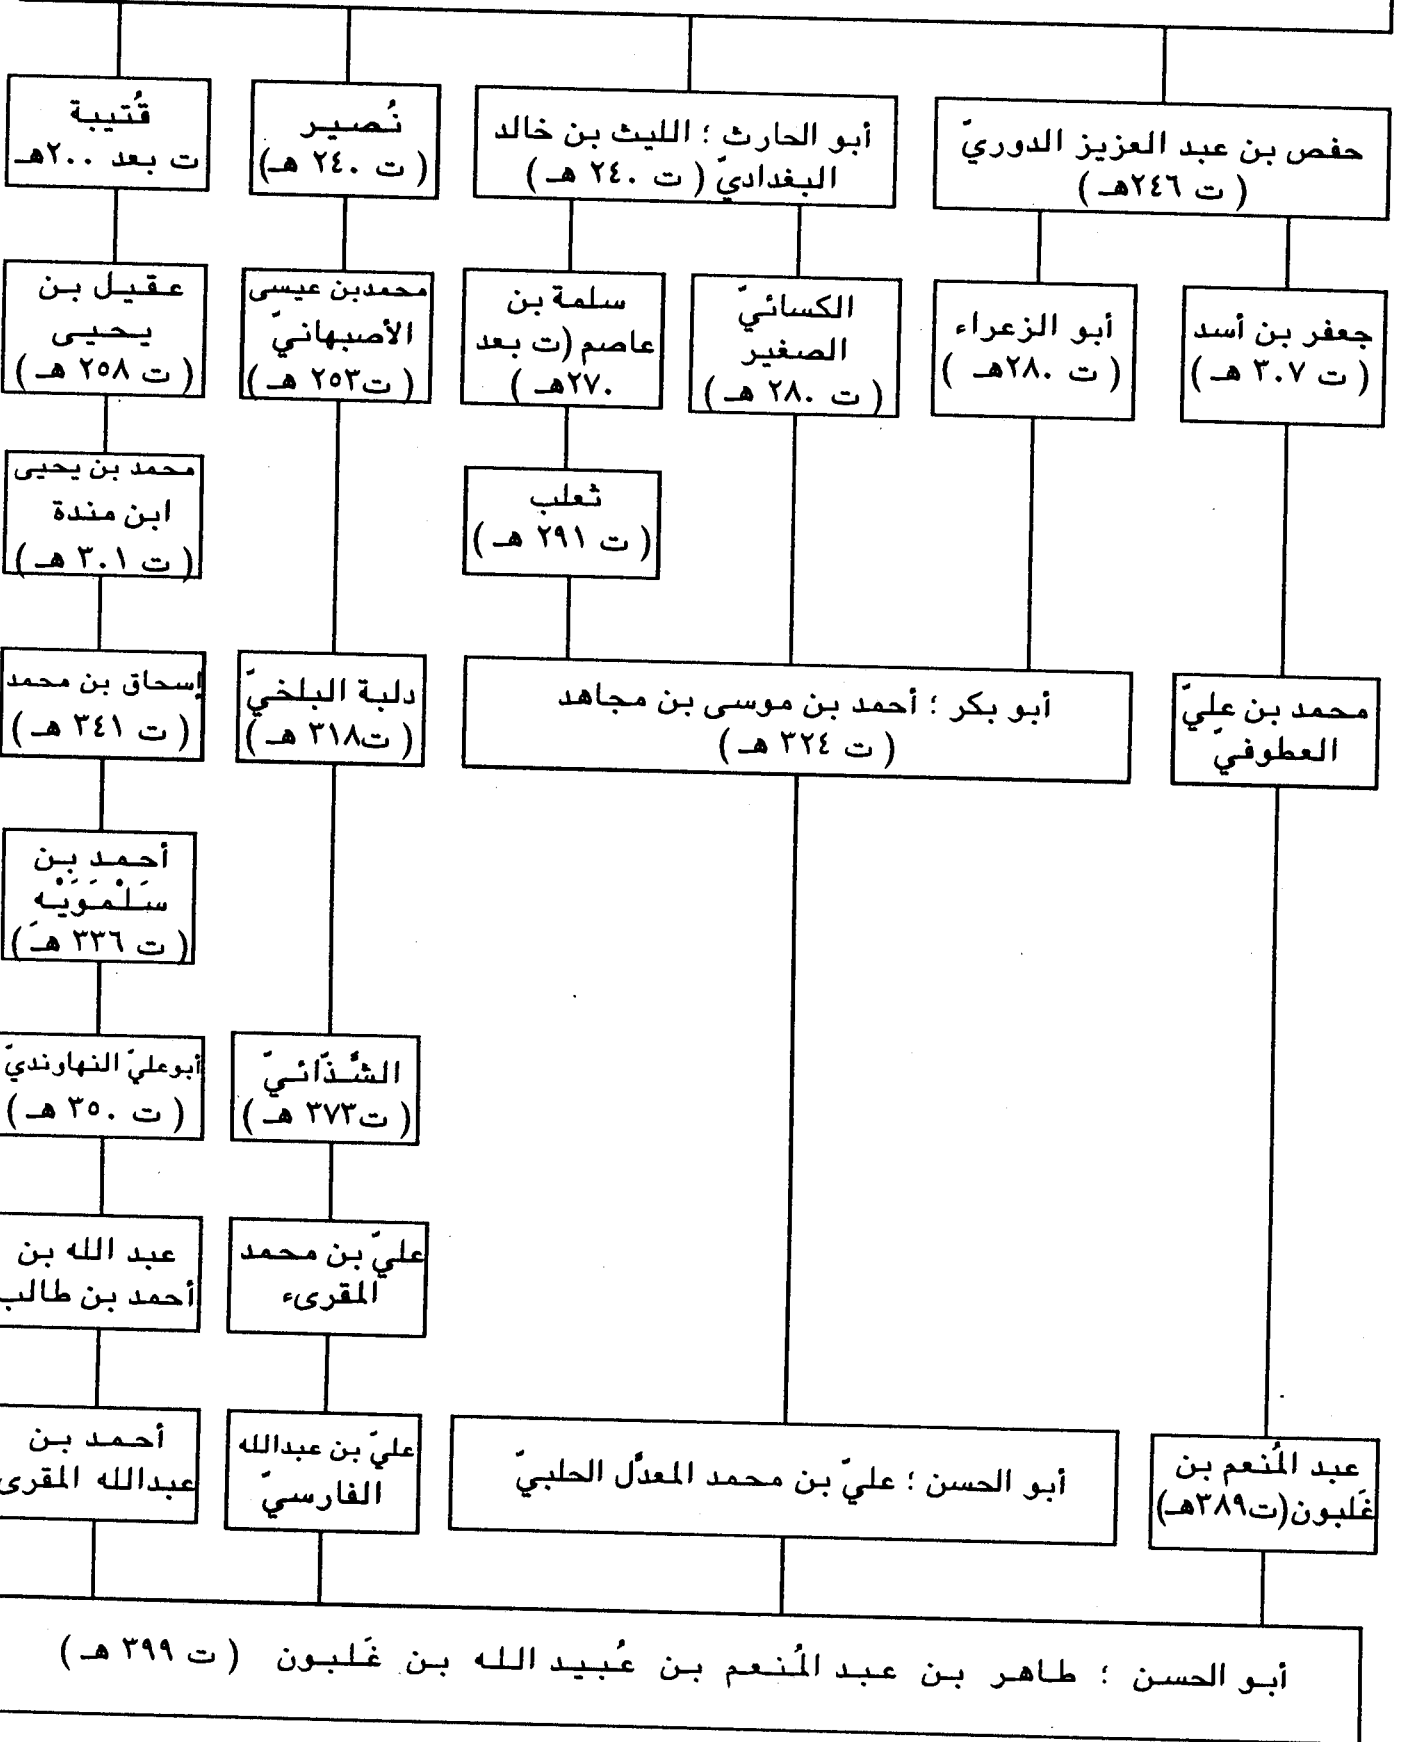 حفص بن عبد العزيز الدوريّ
( ت ٢٤٦هـ )
أبو الحارث ؛ الليث بن خالد
البغداديّ ( ت ٢٤٠ هـ )
نُصير
( ت ٢٤٠ هـ)
قُتيبة
ت بعد ٢٠٠هـ
جعفر بن أسد
( ت ٣٠٧ هـ )
أبو الزعراء
( ت ٢٨٠هـ )
الكسائيّ
الصغير
( ت ٢٨٠ هـ )
سلمة بن
عاصم (ت بعد
٢٧٠هـ )
محمدبن عيسى
الأصبهانيّ
( ت٢٥٣ هـ )
عقيل بن
يحيى
( ت ٢٥٨ هـ )
ثعلب
( ت ٢٩١ هـ )
محمد بن يحيى
ابن مندة
( ت ٣٠١ هـ )
محمد بن عليّ
العطوفيّ
أبو بكر ؛ أحمد بن موسى بن مجاهد
( ت ٣٢٤ هـ )
دلبة البلخيّ
( ت٣١٨ هـ )
إسحاق بن محمد
( ت ٣٤١ هـ )
أحمد بن
سَلْمَوَيْه
( ت ٣٣٦ هـ )
الشَّذَائيّ
( ت٣٧٣ هـ )
أبوعليّ النهاونديّ
( ت ٣٥٠ هـ )
عليّ بن محمد
المقرىء
عبد الله بن
أحمد بن طالب
عبد المُنعم بن
غَلبون(ت٣٨٩هـ)
أبو الحسن ؛ عليّ بن محمد المعدَّل الحلبيّ
عليّ بن عبدالله
الفارسيّ
أحمد بن
عبدالله المقرى
أبو الحسن ؛ طاهر بن عبد المُنعم بن عُبيد الله بن غَلبون ( ت ٣٩٩ هـ )